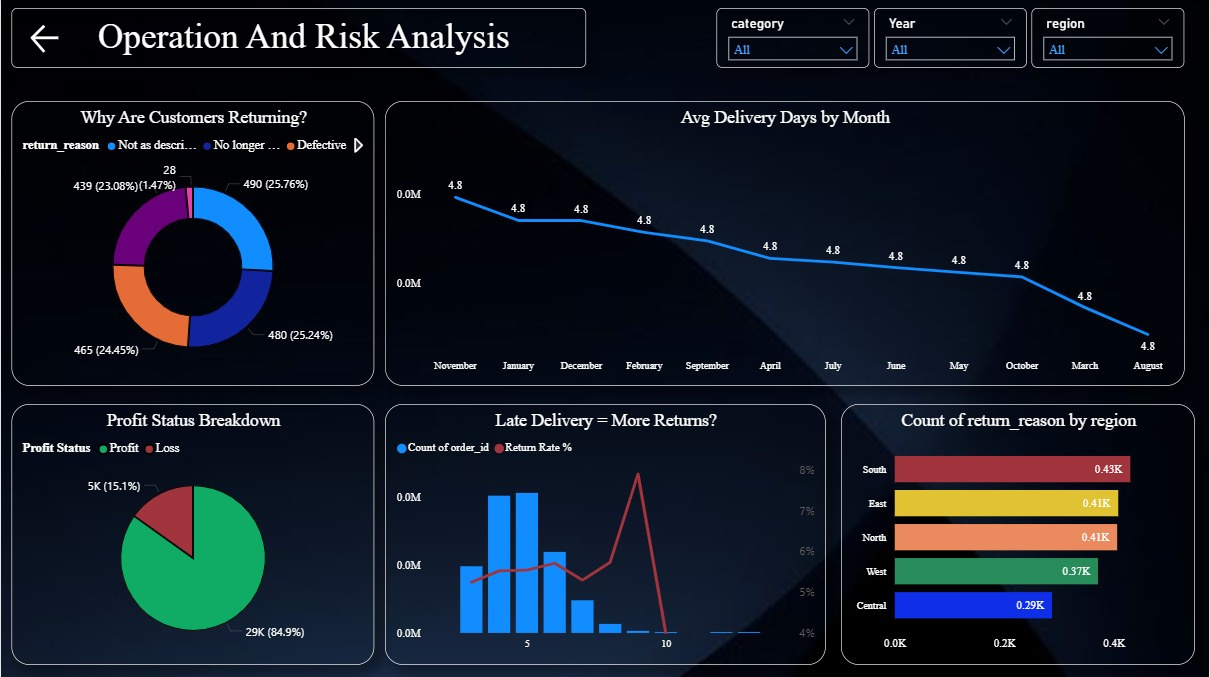 Operation And Risk Analysis
category
All
Year
All
region
All
Why Are Customers Returning?
return_reason Not as descri... No longer ... Defective
28
(1.47%)
439 (23.08%)
490 (25.76%)
480 (25.24%)
465 (24.45%)
Avg Delivery Days by Month
0.0M
0.0M
4.8 4.8 4.8 4.8 4.8 4.8 4.8 4.8 4.8 4.8 4.8 4.8
November January December February September April July June May October March August
Profit Status Breakdown
Profit Status Profit Loss
5K (15.1%)
29K (84.9%)
Late Delivery = More Returns?
Count of order_id Return Rate %
0.0M
0.0M
0.0M
8%
7%
6%
5%
4%
5 10
Count of return_reason by region
South 0.43K
East 0.41K
North 0.41K
West 0.37K
Central 0.29K
0.0K 0.2K 0.4K